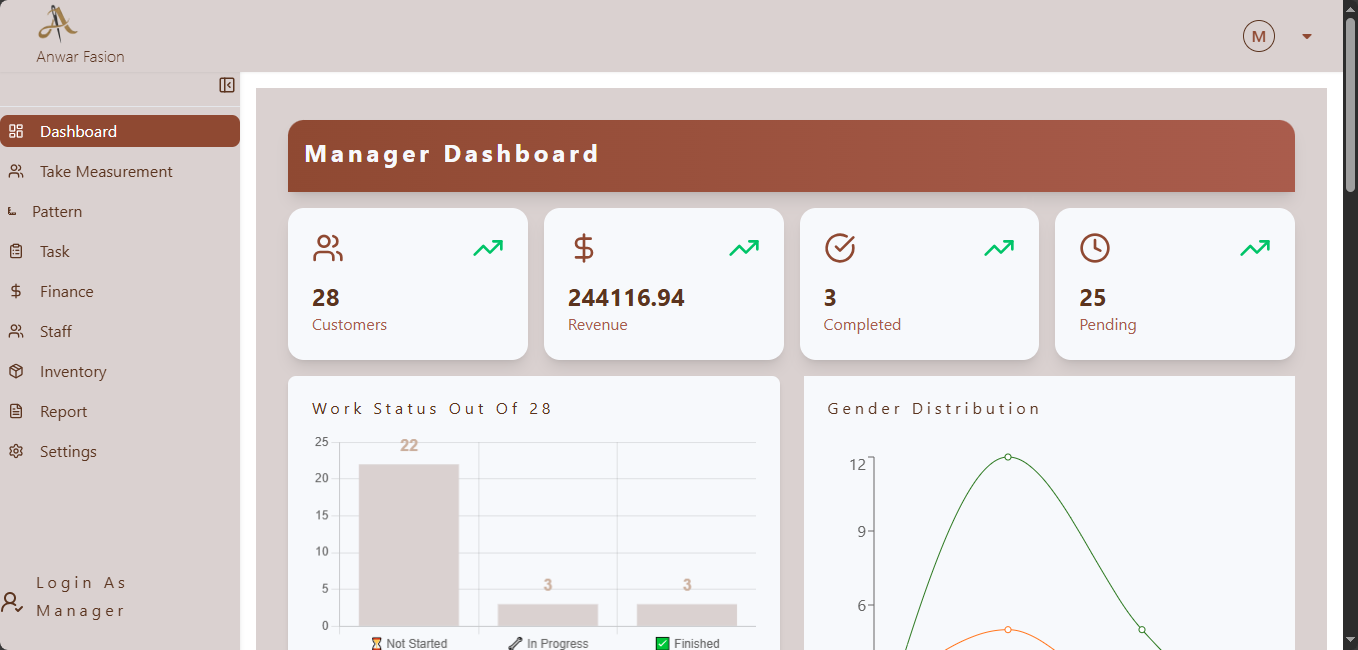 Anwar Fasion
M
Dashboard
Take Measurement
Pattern
Task
Finance
Staff
Inventory
Report
Settings
Login As
Manager
Manager Dashboard
28
Customers
244116.94
Revenue
3
Completed
25
Pending
Work Status Out Of 28
25
20
15
10
5
0
22
3
3
Not Started
In Progress
Finished
Gender Distribution
12
9
6